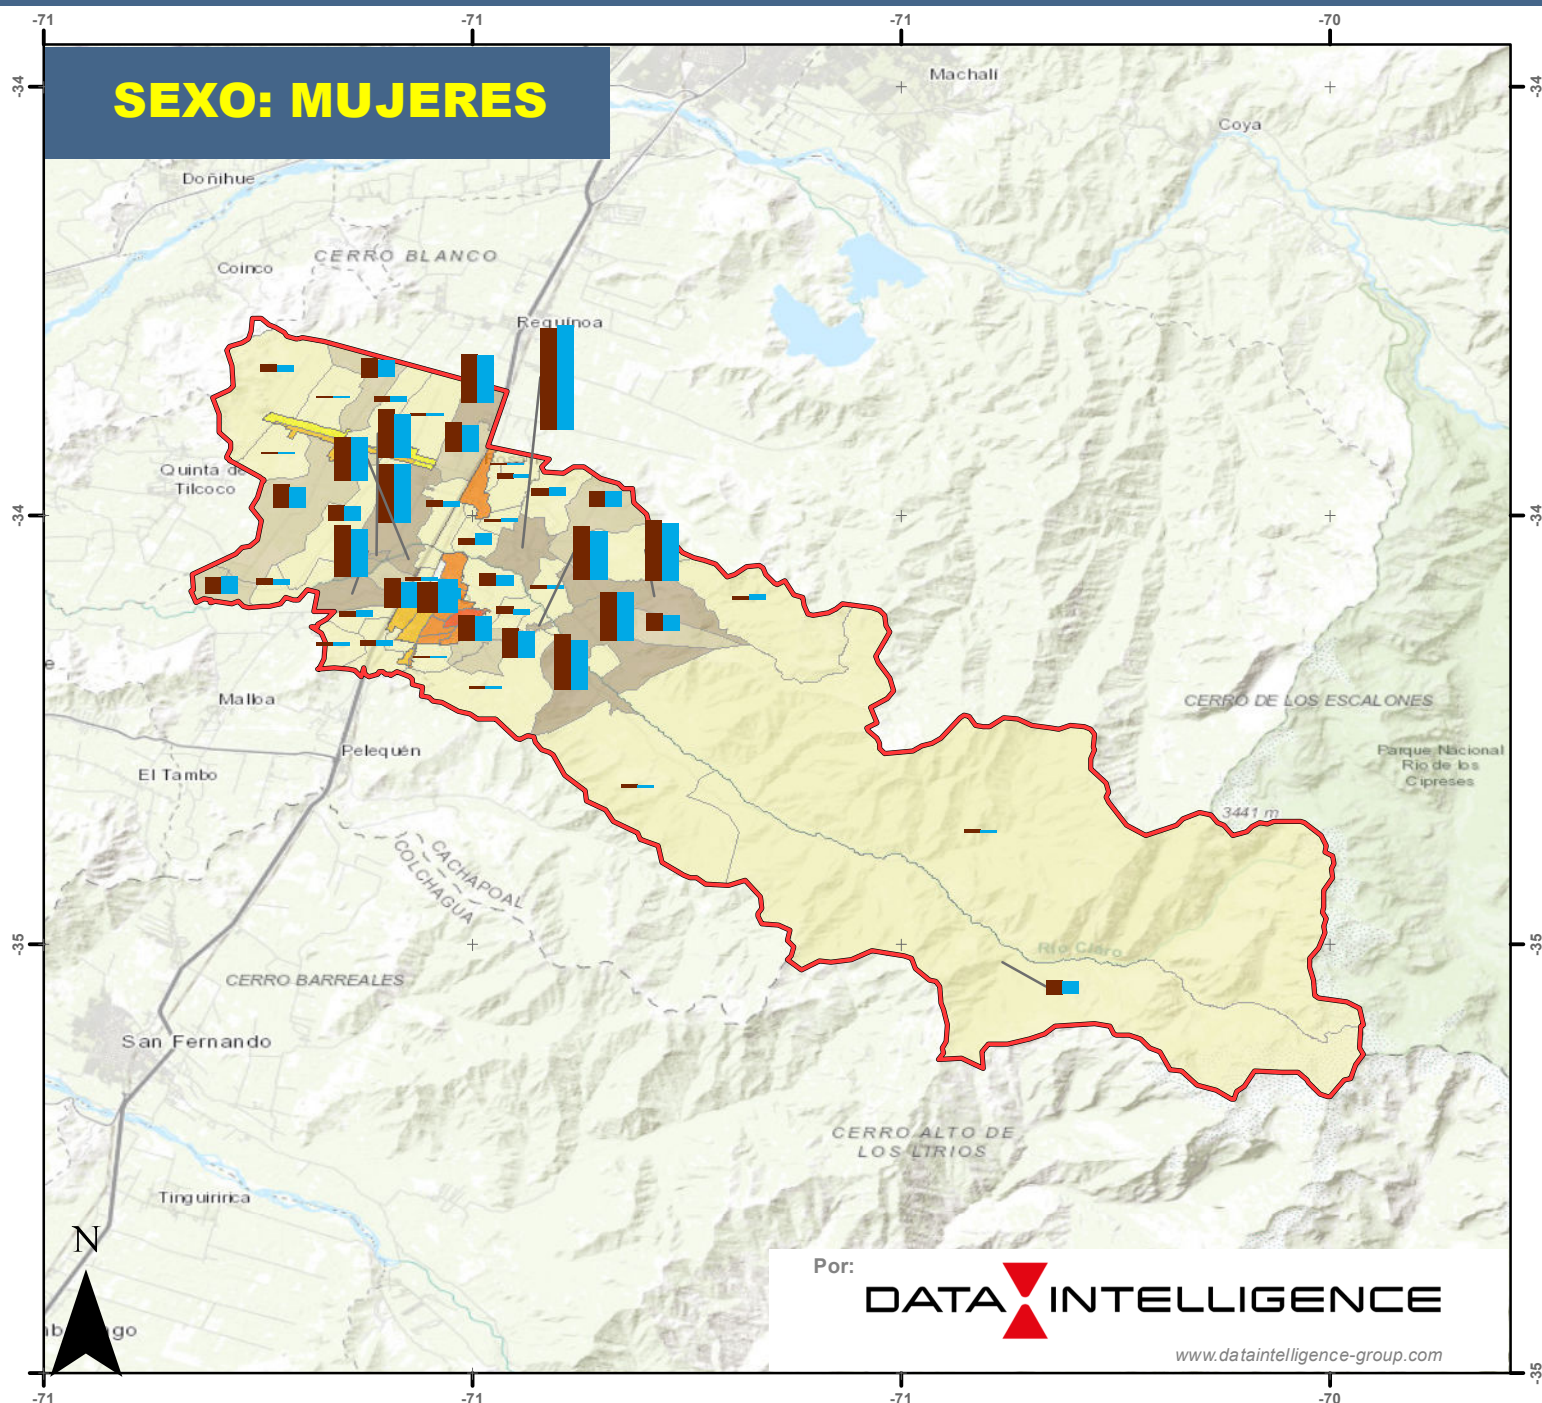 -71
-71
-71
-70
-34
-34
SEXO: MUJERES
Machalí
Coya
Doñihue
CERRO BLANCO
Coinco
Requínoa
Quinta de
Tilcoco
-34
-34
Malloa
CERRO DE LOS ESCALONES
Pelequén
Parque Nacional
Río de los
Cipreses
El Tambo
3441 m
CACHAPOAL
COLCHAGUA
-35
-35
Río Claro
CERRO BARREALES
San Fernando
CERRO ALTO DE
LOS LIRIOS
Tinguiririca
N
Por:
DATA INTELLIGENCE
www.dataintelligence-group.com
-35
-71
-71
-71
-70